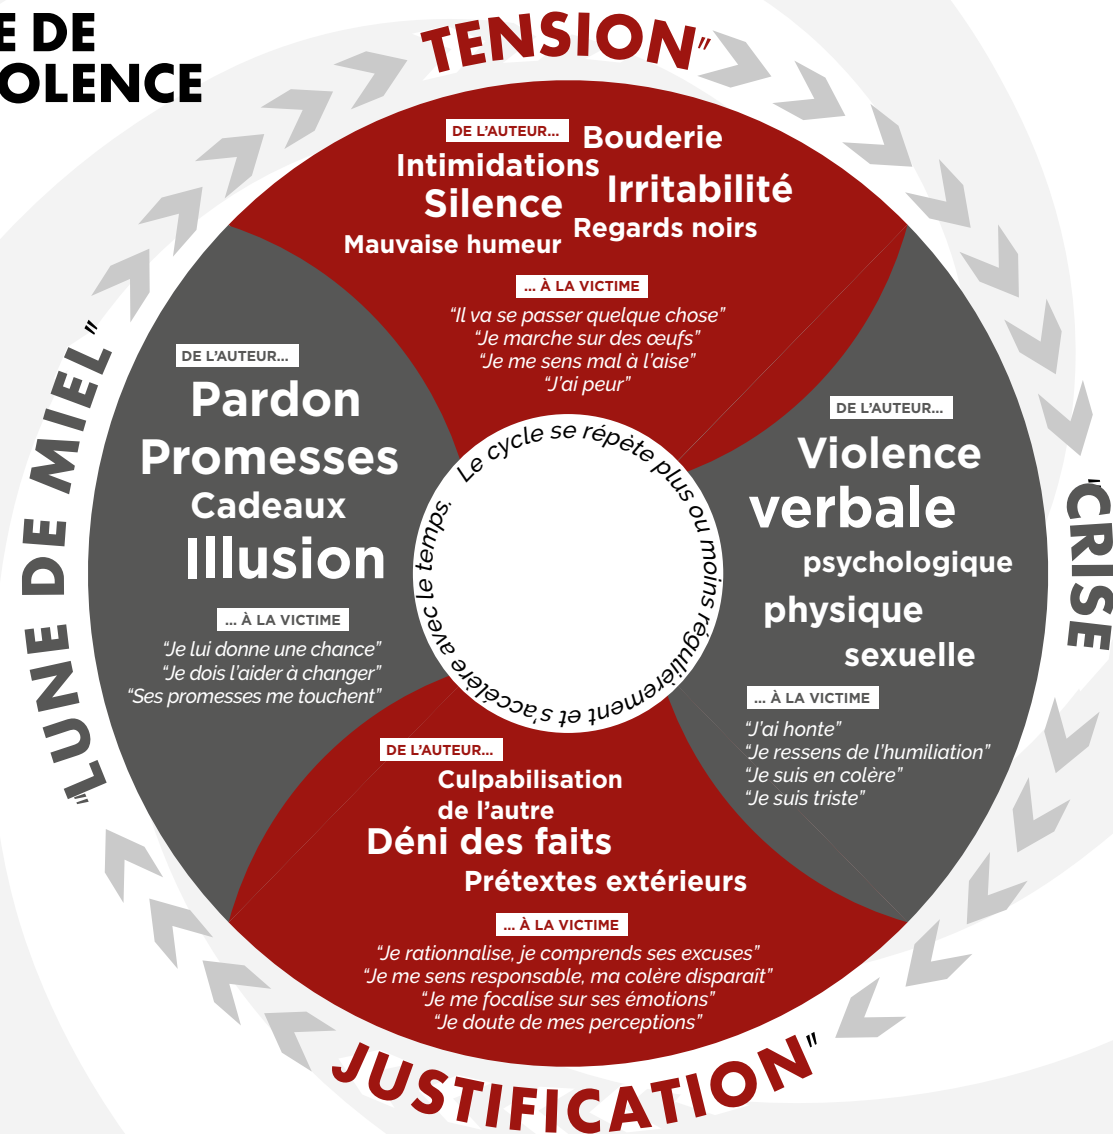 E DE
OLENCE
TENSION"
DE L'AUTEUR...
Bouderie
Intimidations
Irritabilité
Silence
Regards noirs
Mauvaise humeur
... À LA VICTIME
“Il va se passer quelque chose”
“Je marche sur des œufs”
“Je me sens mal à l’aise”
“J’ai peur”
"CRISE
DE L'AUTEUR...
Violence
verbale
psychologique
physique
sexuelle
... À LA VICTIME
“J’ai honte”
“Je ressens de l’humiliation”
“Je suis en colère”
“Je suis triste”
JUSTIFICATION"
DE L'AUTEUR...
Culpabilisation
de l’autre
Déni des faits
Prétextes extérieurs
... À LA VICTIME
“Je rationnalise, je comprends ses excuses”
“Je me sens responsable, ma colère disparaît”
“Je me focalise sur ses émotions”
“Je doute de mes perceptions”
"LUNE DE MIEL"
DE L'AUTEUR...
Pardon
Promesses
Cadeaux
Illusion
... À LA VICTIME
“Je lui donne une chance”
“Je dois l’aider à changer”
“Ses promesses me touchent”
Le cycle se répète plus ou moins régulièrement et s'accélère avec le temps.